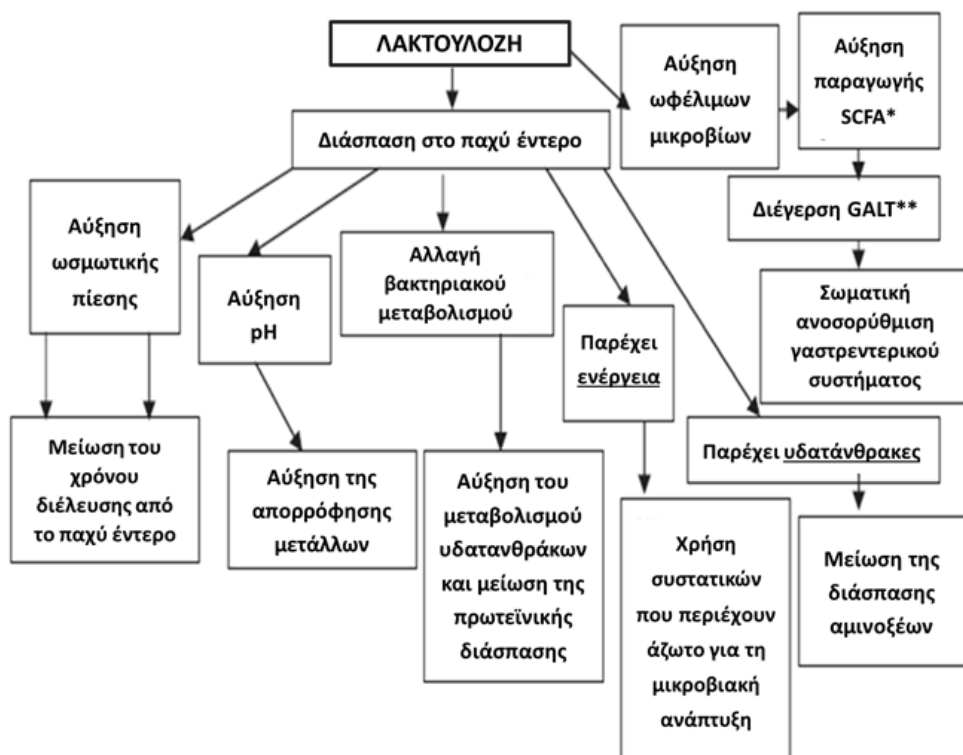 ΛΑΚΤΟΥΛΟΖΗ
Αύξηση
ωφέλιμων
μικροβίων
Αύξηση
παραγωγής
SCFA*
Διάσπαση στο παχύ έντερο
Διέγερση GALT**
Αύξηση
ωσμωτικής
πίεσης
Αύξηση
pH
Αλλαγή
βακτηριακού
μεταβολισμού
Παρέχει
ενέργεια
Σωματική
ανοσορύθμιση
γαστρεντερικού
συστήματος
Μείωση του
χρόνου
διέλευσης από
το παχύ έντερο
Αύξηση της
απορρόφησης
μετάλλων
Αύξηση του
μεταβολισμού
υδατανθράκων
και μείωση της
πρωτεϊνικής
διάσπασης
Παρέχει υδατάνθρακες
Χρήση
συστατικών
που περιέχουν
άζωτο για τη
μικροβιακή
ανάπτυξη
Μείωση της
διάσπασης
αμινοξέων